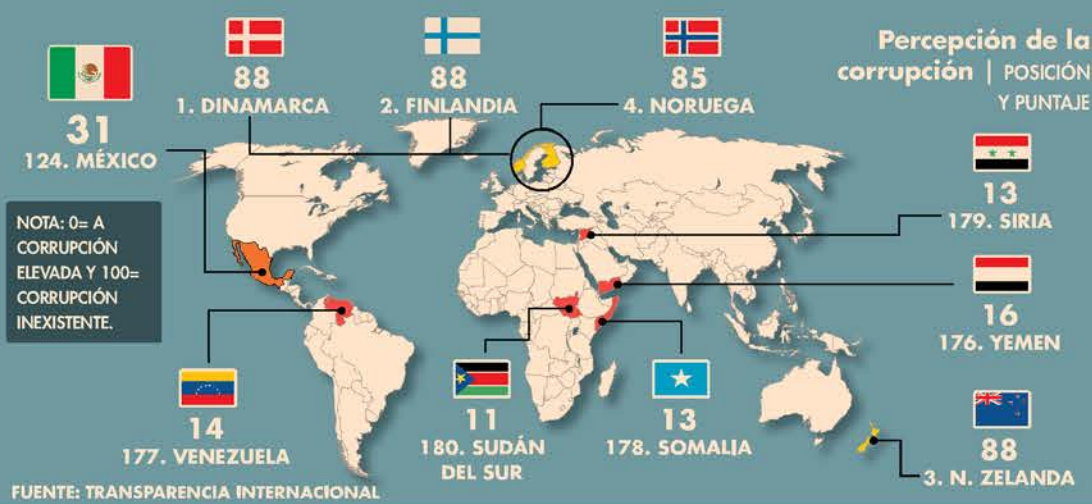 Percepción de la
corrupción | POSICIÓN
Y PUNTAJE
31
124. MÉXICO
88
1. DINAMARCA
88
2. FINLANDIA
85
4. NORUEGA
13
179. SIRIA
16
176. YEMEN
88
3. N. ZELANDA
NOTA: 0= A
CORRUPCIÓN
ELEVADA Y 100=
CORRUPCIÓN
INEXISTENTE.
14
177. VENEZUELA
11
180. SUDÁN
DEL SUR
13
178. SOMALIA
FUENTE: TRANSPARENCIA INTERNACIONAL